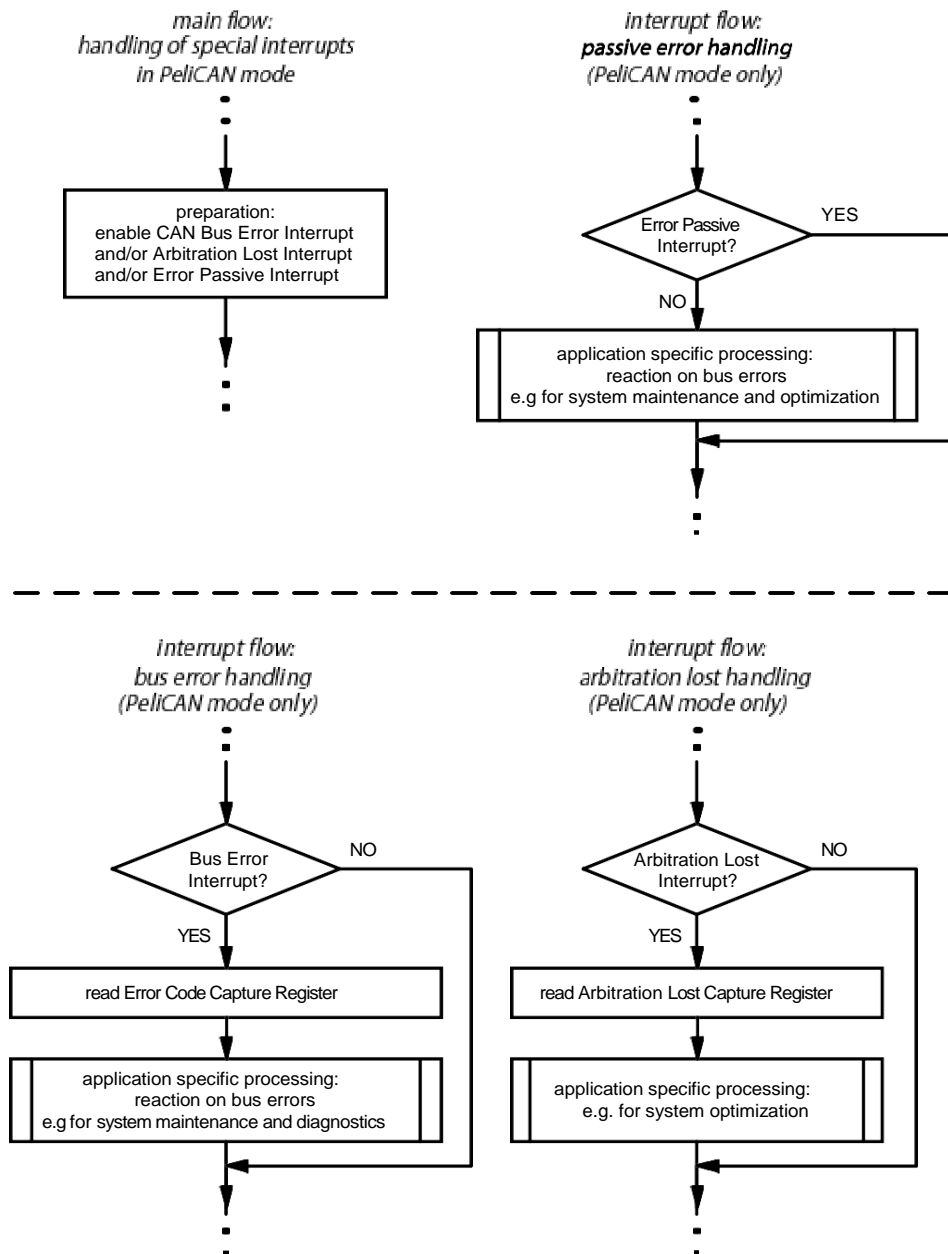 main flow:
handling of special interrupts
in PeliCAN mode
preparation:
enable CAN Bus Error Interrupt
and/or Arbitration Lost Interrupt
and/or Error Passive Interrupt
interrupt flow:
passive error handling
(PeliCAN mode only)
Error Passive
Interrupt?
YES
NO
application specific processing:
reaction on bus errors
e.g for system maintenance and optimization
interrupt flow:
bus error handling
(PeliCAN mode only)
Bus Error
Interrupt?
NO
YES
read Error Code Capture Register
application specific processing:
reaction on bus errors
e.g for system maintenance and diagnostics
interrupt flow:
arbitration lost handling
(PeliCAN mode only)
Arbitration Lost
Interrupt?
NO
YES
read Arbitration Lost Capture Register
application specific processing:
e.g. for system optimization